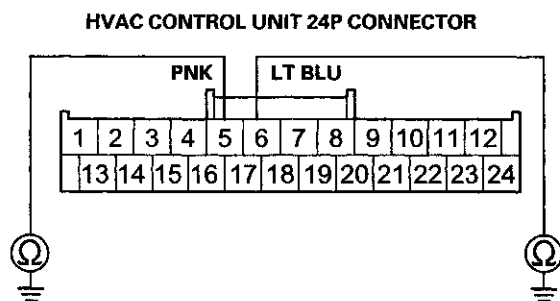 HVAC CONTROL UNIT 24P CONNECTOR
PNK LT BLU
1 2 3 4 5 6 7 8 9 10 11 12
13 14 15 16 17 18 19 20 21 22 23 24
Ω Ω